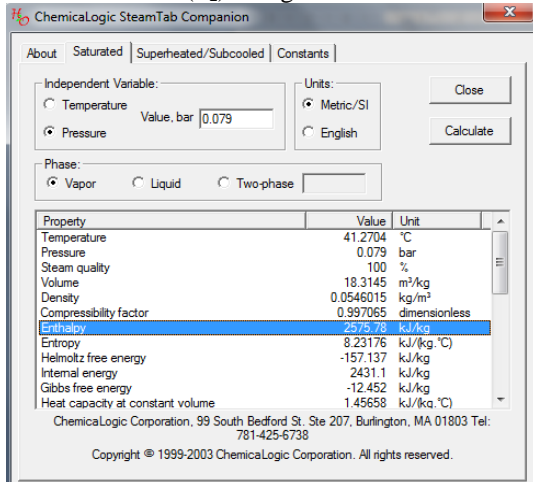 ChemicaLogic SteamTab Companion
About Saturated Superheated/Subcooled Constants
Independent Variable:
Temperature
Pressure
Value, bar 0.079
Units:
Metric/SI
English
Close
Calculate
Phase:
Vapor Liquid Two-phase
Property Value Unit
Temperature 41.2704 °C
Pressure 0.079 bar
Steam quality 100 %
Volume 18.3145 m³/kg
Density 0.0546015 kg/m³
Compressibility factor 0.997065 dimensionless
Enthalpy 2575.78 kJ/kg
Entropy 8.23176 kJ/(kg.°C)
Helmoltz free energy -157.137 kJ/kg
Internal energy 2431.1 kJ/kg
Gibbs free energy -12.452 kJ/kg
Heat capacity at constant volume 1.45658 kJ/(kg.°C)
ChemicaLogic Corporation, 99 South Bedford St. Ste 207, Burlington, MA 01803 Tel:
781-425-6738
Copyright © 1999-2003 ChemicaLogic Corporation. All rights reserved.